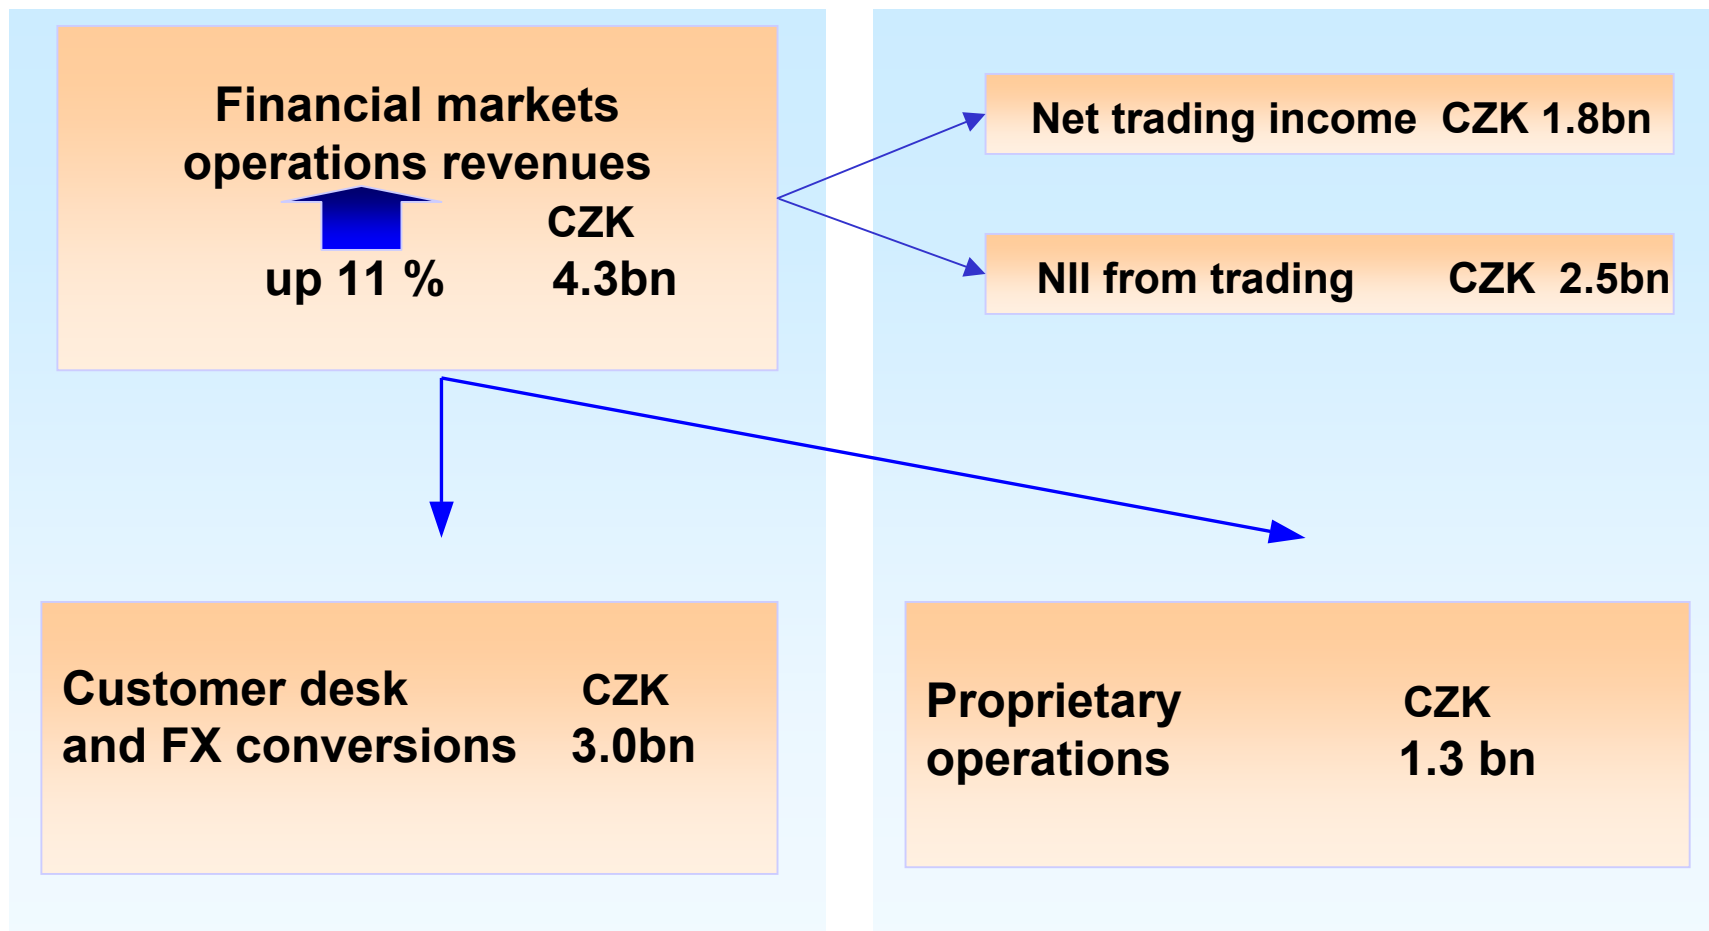 Financial markets
operations revenues
CZK
up 11 % 4.3bn
Net trading income CZK 1.8bn
NII from trading CZK 2.5bn
Customer desk CZK
and FX conversions 3.0bn
Proprietary CZK
operations 1.3 bn